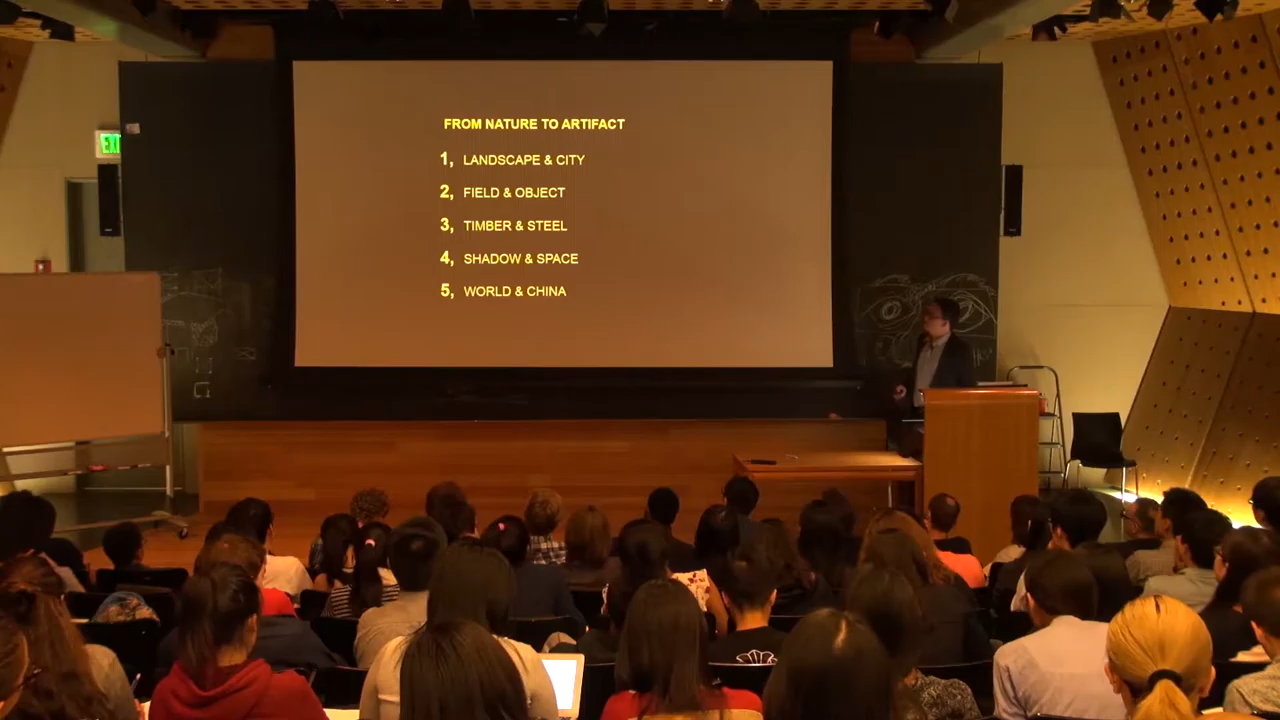 FROM NATURE TO ARTIFACT
1, LANDSCAPE & CITY
2, FIELD & OBJECT
3, TIMBER & STEEL
4, SHADOW & SPACE
5, WORLD & CHINA